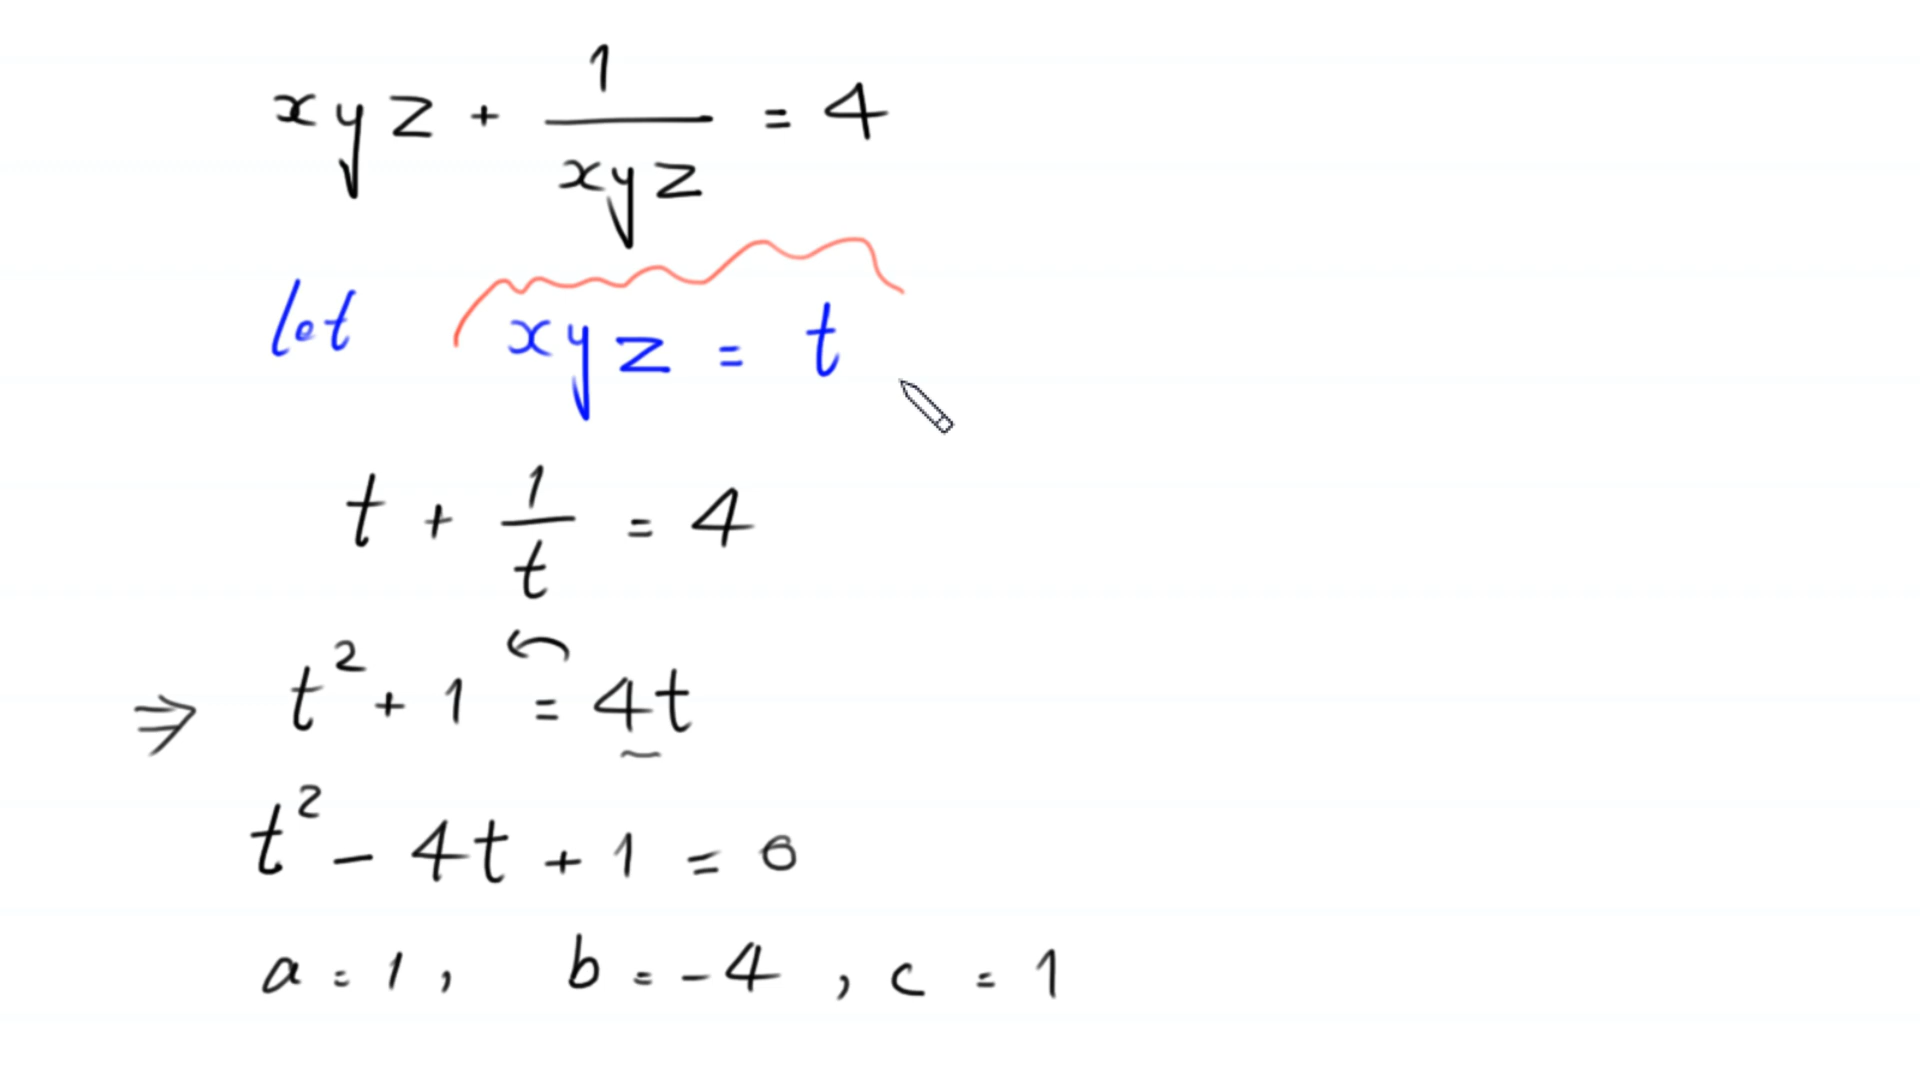 xyz + 1/xyz = 4
let xyz = t
t + 1/t = 4
⇒ t² + 1 = 4t
t² - 4t + 1 = 0
a = 1, b = -4, c = 1